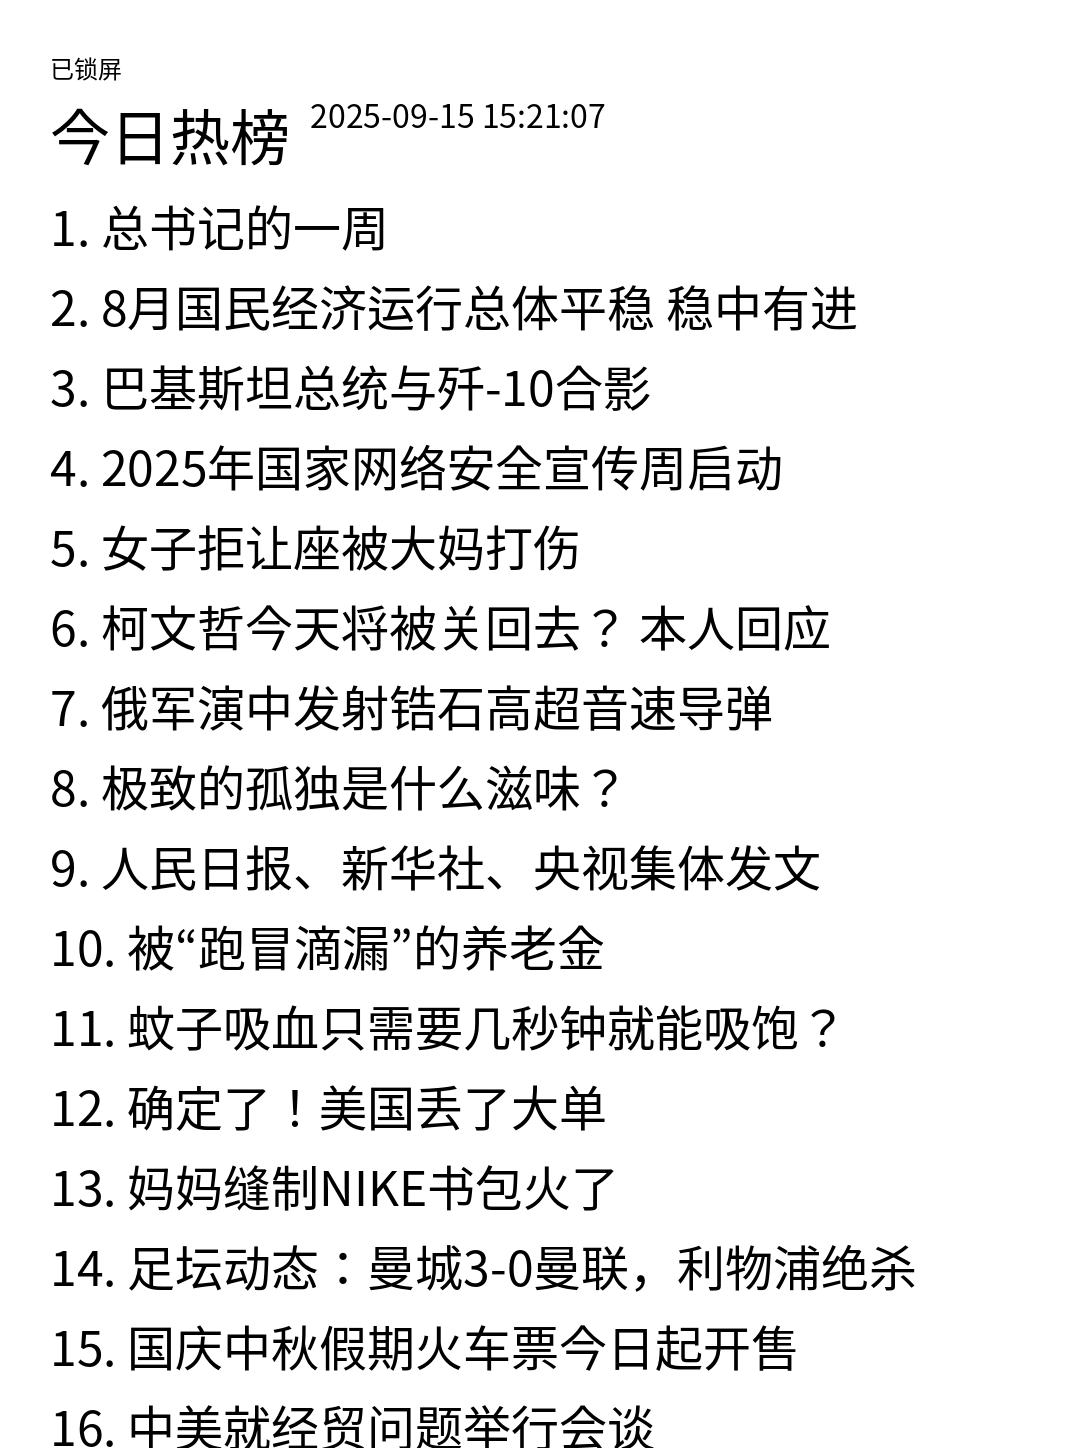 已锁屏
今日热榜 2025-09-15 15:21:07
1. 总书记的一周
2. 8月国民经济运行总体平稳 稳中有进
3. 巴基斯坦总统与歼-10合影
4. 2025年国家网络安全宣传周启动
5. 女子拒让座被大妈打伤
6. 柯文哲今天将被关回去？ 本人回应
7. 俄军演中发射锆石高超音速导弹
8. 极致的孤独是什么滋味？
9. 人民日报、新华社、央视集体发文
10. 被“跑冒滴漏”的养老金
11. 蚊子吸血只需要几秒钟就能吸饱？
12. 确定了！美国丢了大单
13. 妈妈缝制NIKE书包火了
14. 足坛动态：曼城3-0曼联，利物浦绝杀
15. 国庆中秋假期火车票今日起开售
16. 中美就经贸问题举行会谈